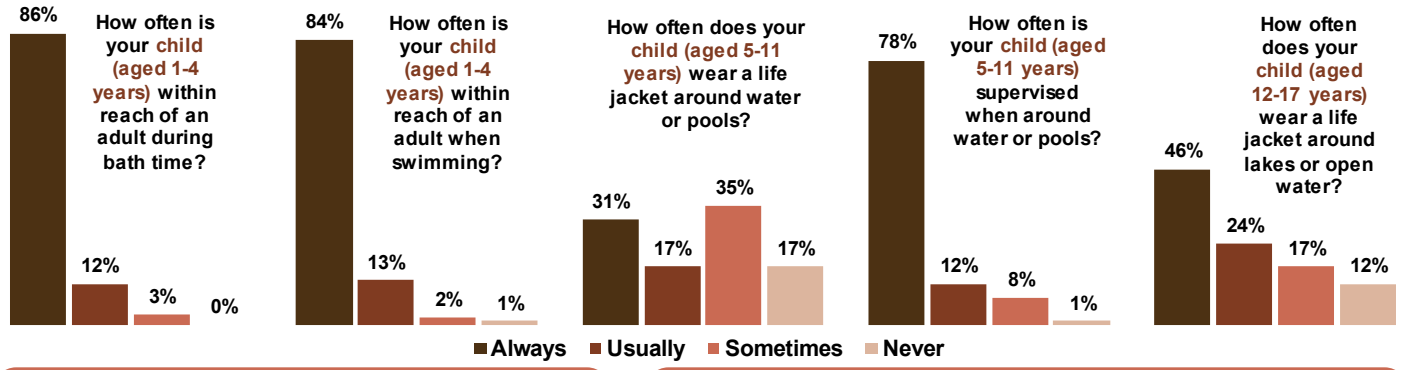 86%
How often is
your child
(aged 1-4
years) within
reach of an
adult during
bath time?
12%
3%
0%
84%
How often is
your child
(aged 1-4
years) within
reach of an
adult when
swimming?
13%
2%
1%
How often does your
child (aged 5-11
years) wear a life
jacket around water
or pools?
31%
17%
35%
17%
78%
How often is
your child (aged
5-11 years)
supervised
when around
water or pools?
12%
8%
1%
How often
does your
child (aged
12-17 years)
wear a life
jacket around
lakes or open
water?
46%
24%
17%
12%
Always Usually Sometimes Never